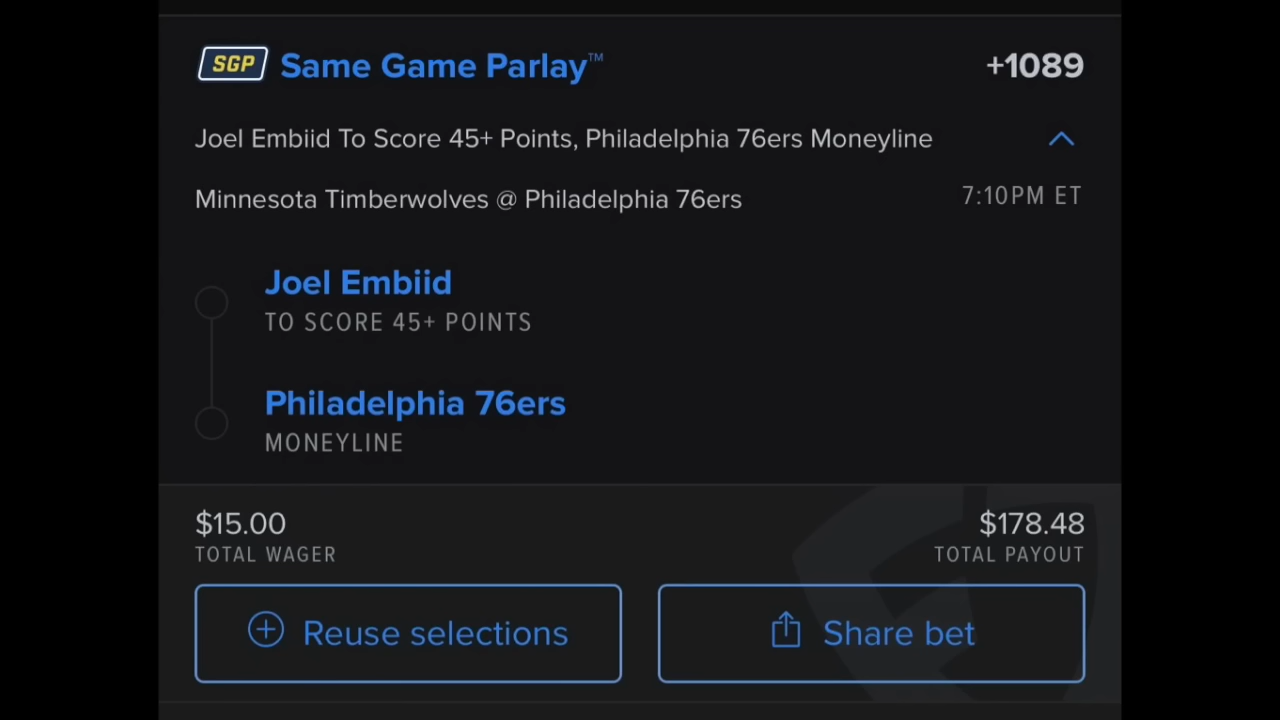 SGP Same Game Parlay™ +1089
Joel Embiid To Score 45+ Points, Philadelphia 76ers Moneyline
Minnesota Timberwolves @ Philadelphia 76ers 7:10PM ET
Joel Embiid
TO SCORE 45+ POINTS
Philadelphia 76ers
MONEYLINE
$15.00 $178.48
TOTAL WAGER TOTAL PAYOUT
Reuse selections Share bet